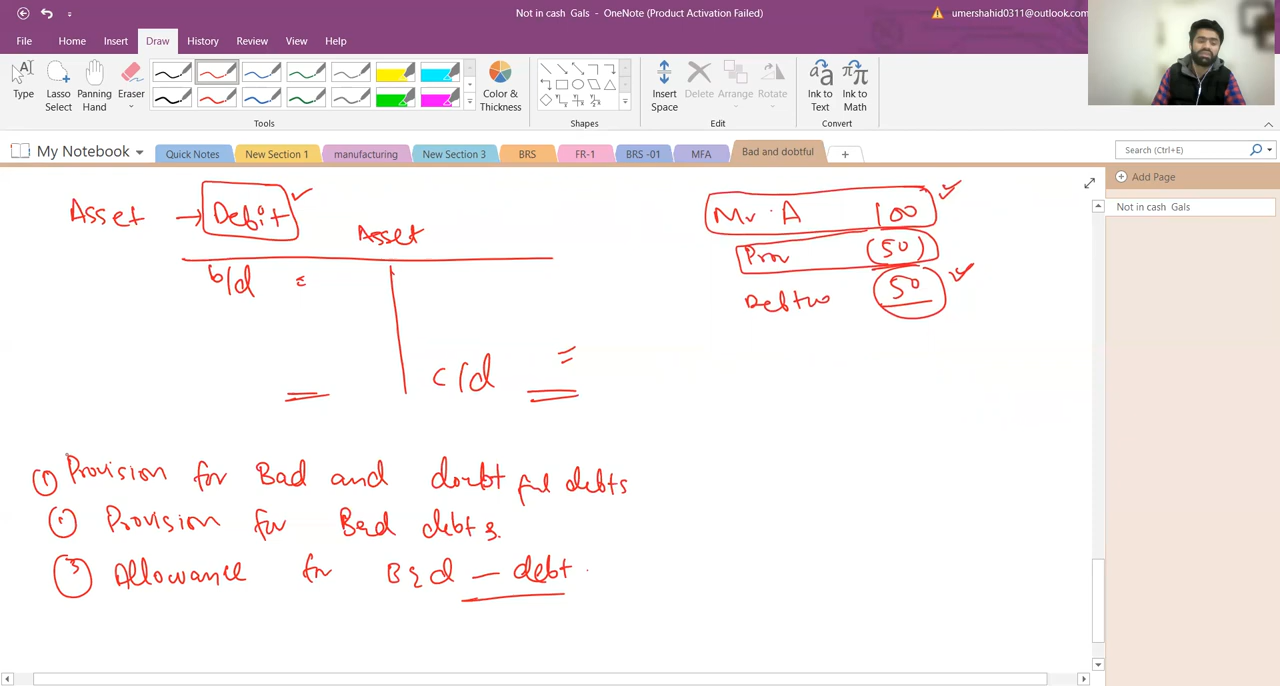 Not in cash Gals - OneNote (Product Activation Failed)
umershahid0311@outlook.com
File Home Insert Draw History Review View Help
Type
Lasso Select
Panning Hand
Eraser
Color & Thickness
Insert Space
Delete
Arrange
Rotate
Ink to Text
Ink to Math
Tools
Shapes
Edit
Convert
My Notebook
Quick Notes
New Section 1
manufacturing
New Section 3
BRS
FR-1
BRS -01
MFA
Bad and dobtful
Search (Ctrl+E)
Add Page
Not in cash Gals
Asset → Debit
Asset
b/d =
c/d =
Mr. A 100
Prov (50)
50
① Provision for Bad and doubtful debts
Provision for Bad debts.
③ Allowance for Bad — debt